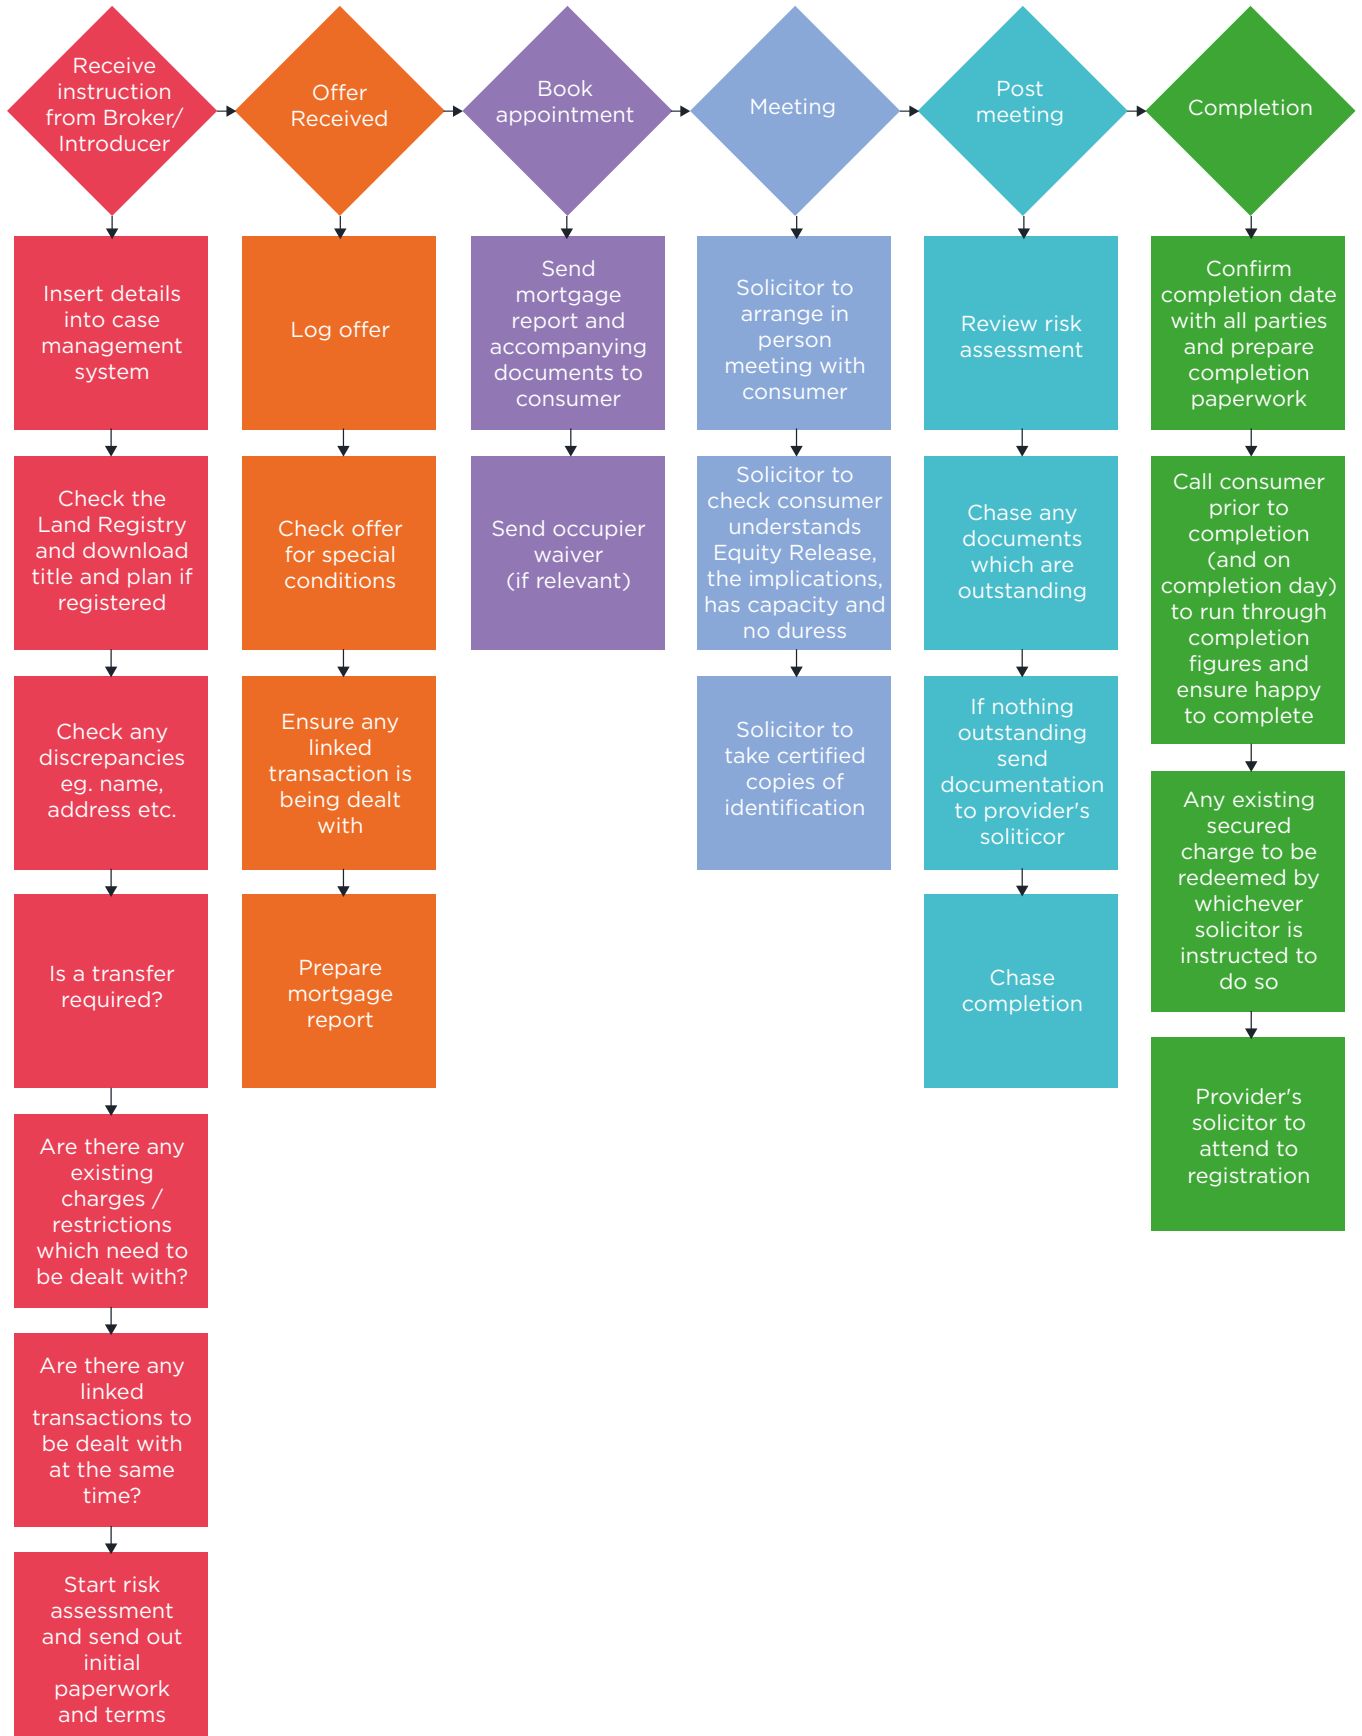 Receive
instruction
from Broker/
Introducer
Offer
Received
Book
appointment
Meeting
Post
meeting
Completion
Insert details
into case
management
system
Check the
Land Registry
and download
title and plan if
registered
Check any
discrepancies
eg. name,
address etc.
Is a transfer
required?
Are there any
existing
charges /
restrictions
which need to
be dealt with?
Are there any
linked
transactions to
be dealt with
at the same
time?
Start risk
assessment
and send out
initial
paperwork
and terms
Log offer
Check offer
for special
conditions
Ensure any
linked
transaction is
being dealt
with
Prepare
mortgage
report
Send
mortgage
report and
accompanying
documents to
consumer
Send occupier
waiver
(if relevant)
Solicitor to
arrange in
person
meeting with
consumer
Solicitor to
check consumer
understands
Equity Release,
the implications,
has capacity and
no duress
Solicitor to
take certified
copies of
identification
Review risk
assessment
Chase any
documents
which are
outstanding
If nothing
outstanding
send
documentation
to provider's
soliticor
Chase
completion
Confirm
completion date
with all parties
and prepare
completion
paperwork
Call consumer
prior to
completion
(and on
completion day)
to run through
completion
figures and
ensure happy
to complete
Any existing
secured
charge to be
redeemed by
whichever
solicitor is
instructed to
do so
Provider's
solicitor to
attend to
registration